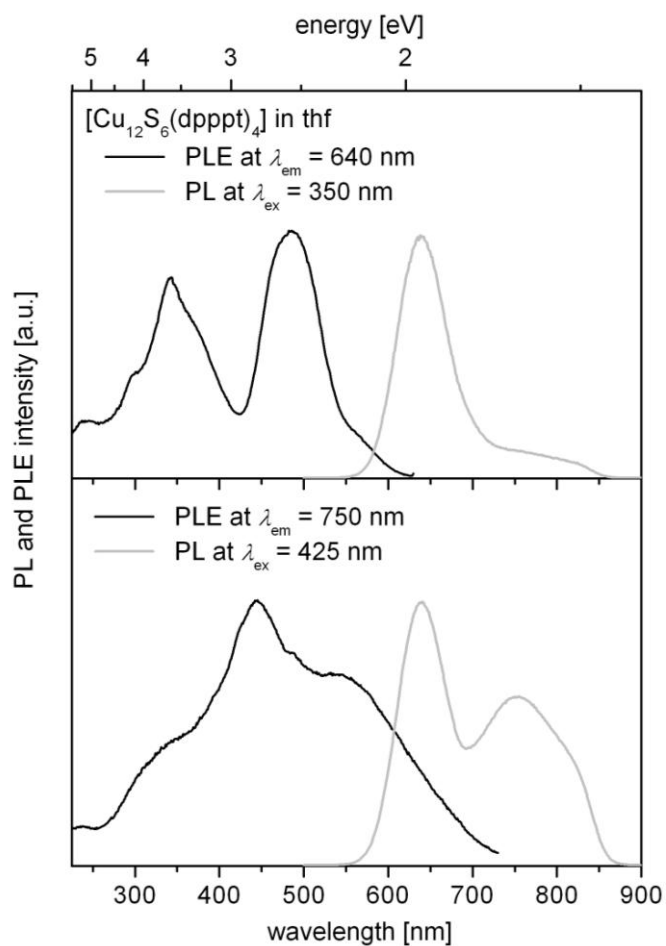 energy [eV]
5 4 3 2
[Cu₁₂S₆(dpppt)₄] in thf
PLE at λₑₘ = 640 nm
PL at λₑₓ = 350 nm
PL and PLE intensity [a.u.]
PLE at λₑₘ = 750 nm
PL at λₑₓ = 425 nm
300 400 500 600 700 800 900
wavelength [nm]